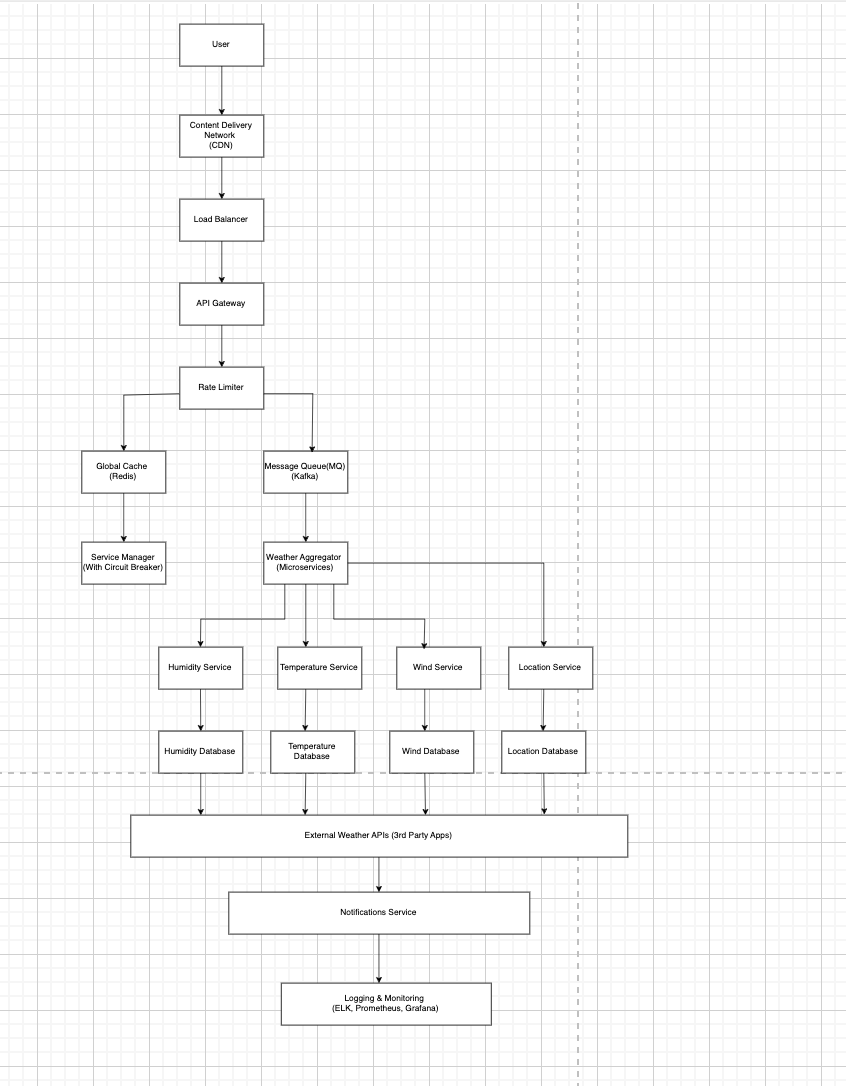 User
Content Delivery
Network
(CDN)
Load Balancer
API Gateway
Rate Limiter
Global Cache
(Redis)
Message Queue(MQ)
(Kafka)
Service Manager
(With Circuit Breaker)
Weather Aggregator
(Microservices)
Humidity Service
Temperature Service
Wind Service
Location Service
Humidity Database
Temperature
Database
Wind Database
Location Database
External Weather APIs (3rd Party Apps)
Notifications Service
Logging & Monitoring
(ELK, Prometheus, Grafana)